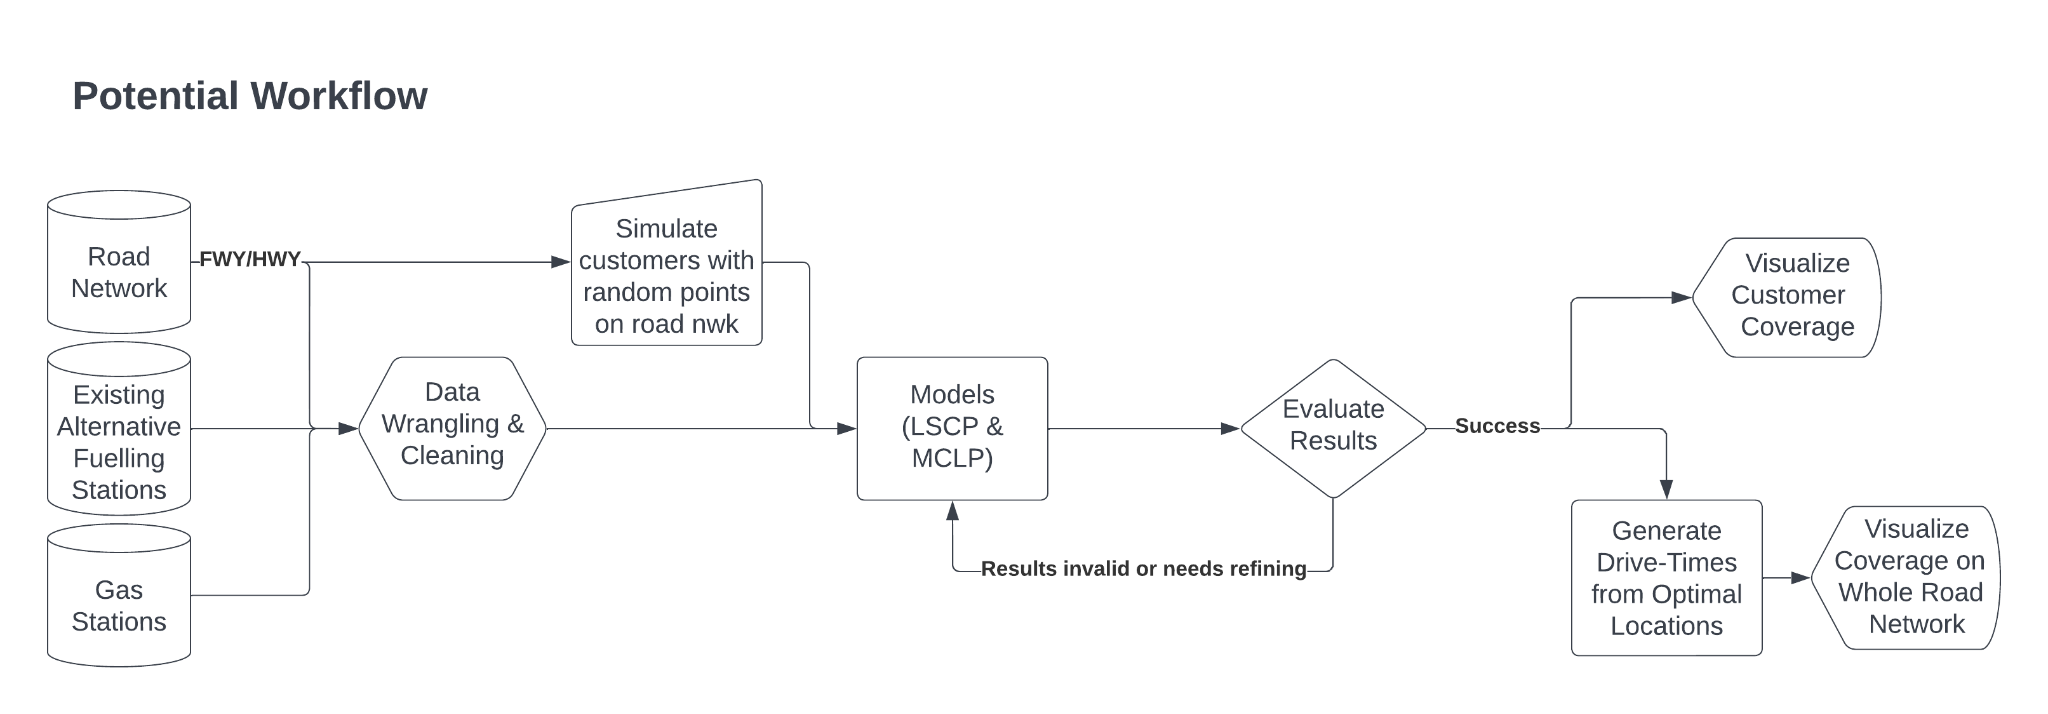 Potential Workflow
Road
Network
FWY/HWY
Simulate
customers with
random points
on road nwk
Existing
Alternative
Fuelling
Stations
Data
Wrangling &
Cleaning
Gas
Stations
Models
(LSCP &
MCLP)
Evaluate
Results
Results invalid or needs refining
Success
Visualize
Customer
Coverage
Generate
Drive-Times
from Optimal
Locations
Visualize
Coverage on
Whole Road
Network